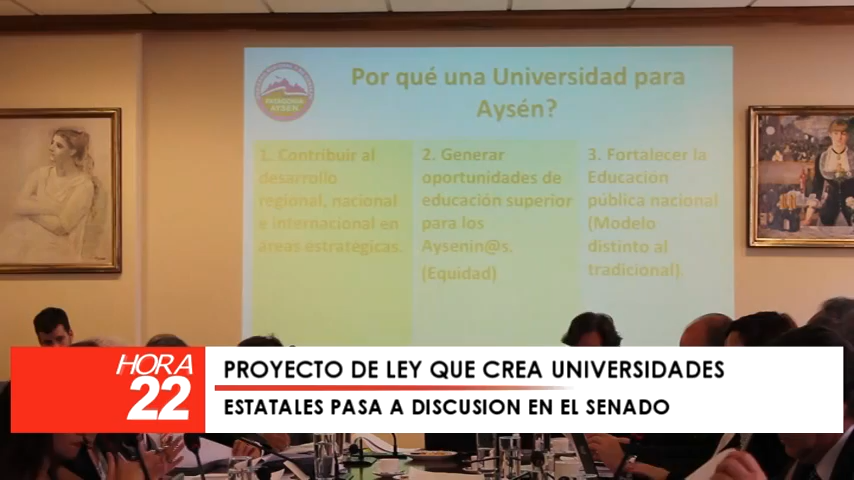 Por qué una Universidad para
Aysén?
PATAGONIA
AYSÉN
1. Contribuir al
desarrollo
regional, nacional
e internacional en
áreas estratégicas.
2. Generar
oportunidades de
educación superior
para los
Aysenin@s.
(Equidad)
3. Fortalecer la
Educacion
pública nacional
(Modelo
distinto al
tradicional)
HORA
22
PROYECTO DE LEY QUE CREA UNIVERSIDADES
ESTATALES PASA A DISCUSION EN EL SENADO